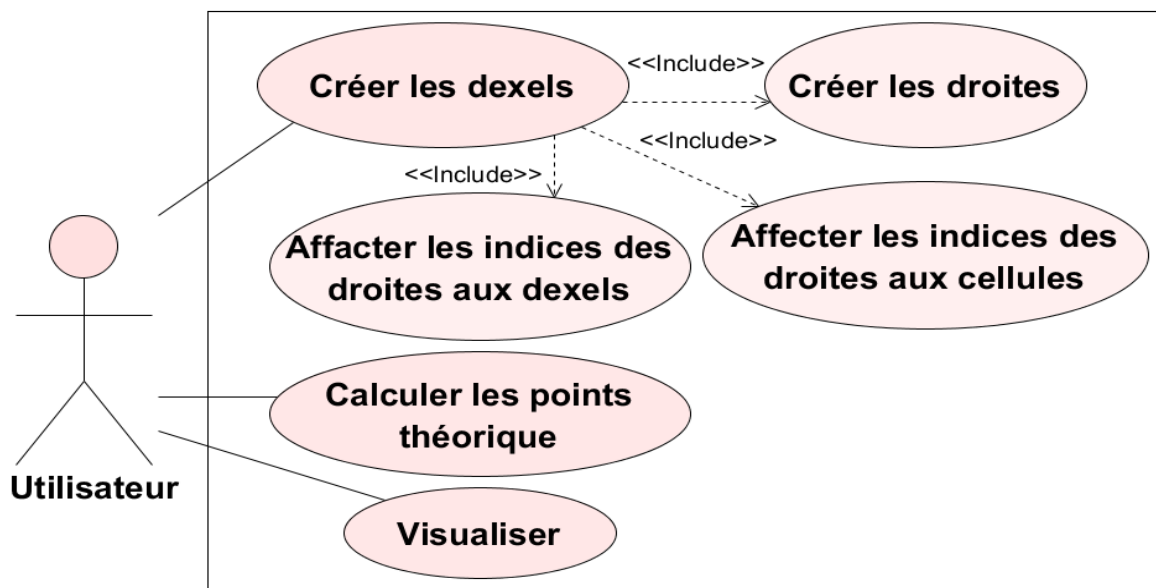 Créer les dexels
<<Include>>
Créer les droites
<<Include>>
<<Include>>
Affacter les indices des
droites aux dexels
Affecter les indices des
droites aux cellules
Calculer les points
théorique
Utilisateur
Visualiser